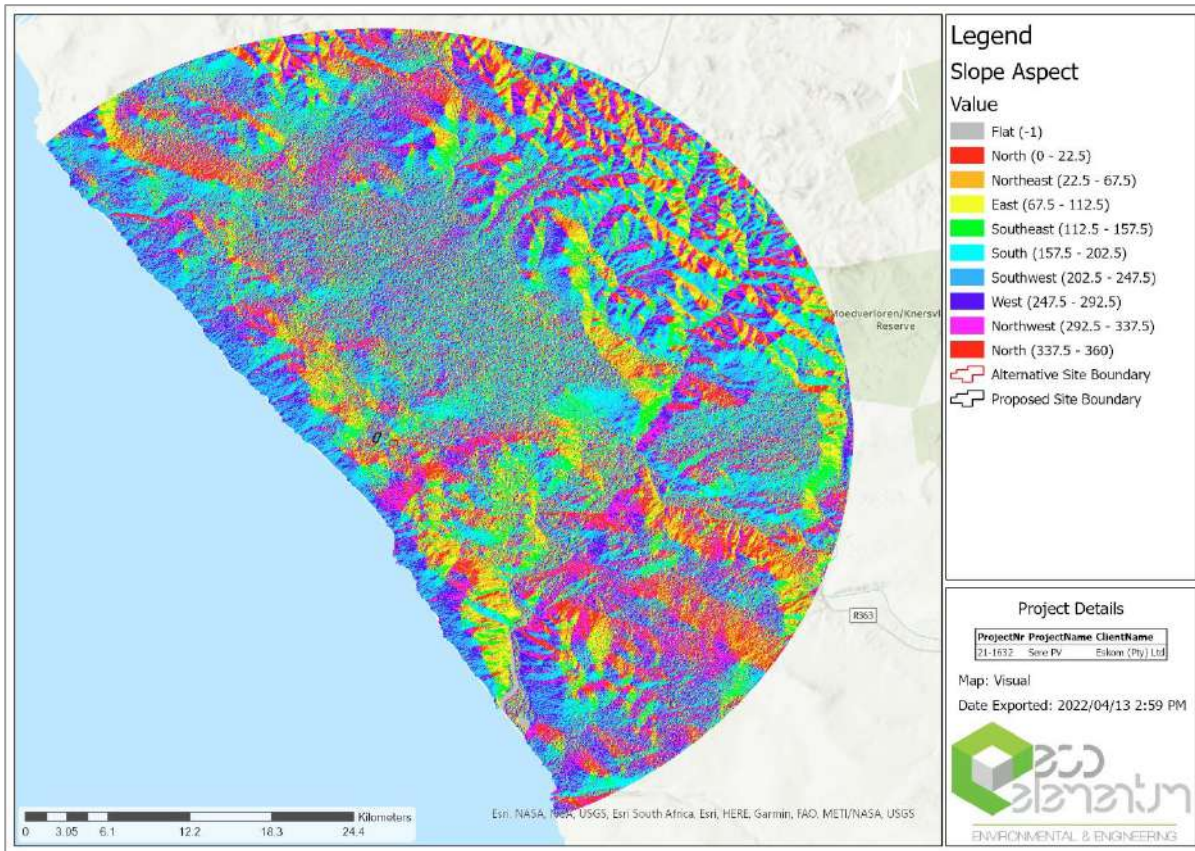 Legend
Slope Aspect
Value
Flat (-1)
North (0 - 22.5)
Northeast (22.5 - 67.5)
East (67.5 - 112.5)
Southeast (112.5 - 157.5)
South (157.5 - 202.5)
Southwest (202.5 - 247.5)
West (247.5 - 292.5)
Northwest (292.5 - 337.5)
North (337.5 - 360)
Alternative Site Boundary
Proposed Site Boundary
Moedverloren/Knersvl
Reserve
R363
Kilometers
0 3.05 6.1 12.2 18.3 24.4
Esri, NASA, NGA, USGS, Esri South Africa, Esri, HERE, Garmin, FAO, METI/NASA, USGS
Project Details
ProjectNr ProjectName ClientName
21-1632 Sere PV Eskom (Pty) Ltd
Map: Visual
Date Exported: 2022/04/13 2:59 PM
eco
elementum
ENVIRONMENTAL & ENGINEERING